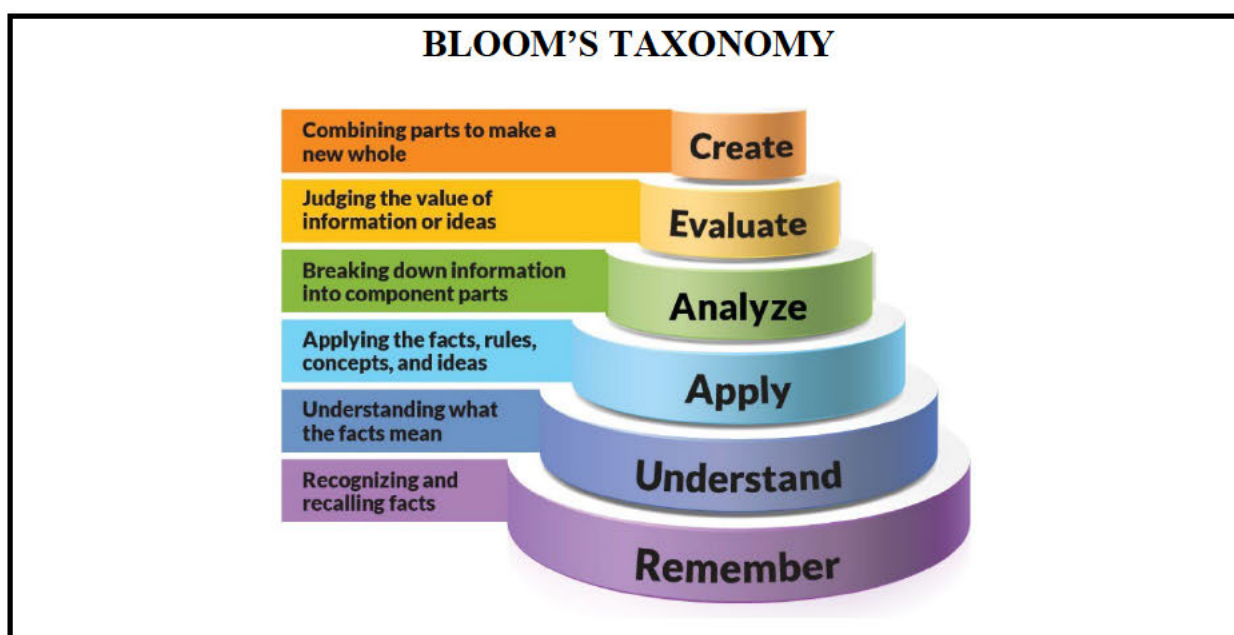 BLOOM’S TAXONOMY
Combining parts to make a
new whole
Create
Judging the value of
information or ideas
Evaluate
Breaking down information
into component parts
Analyze
Applying the facts, rules,
concepts, and ideas
Apply
Understanding what
the facts mean
Understand
Recognizing and
recalling facts
Remember